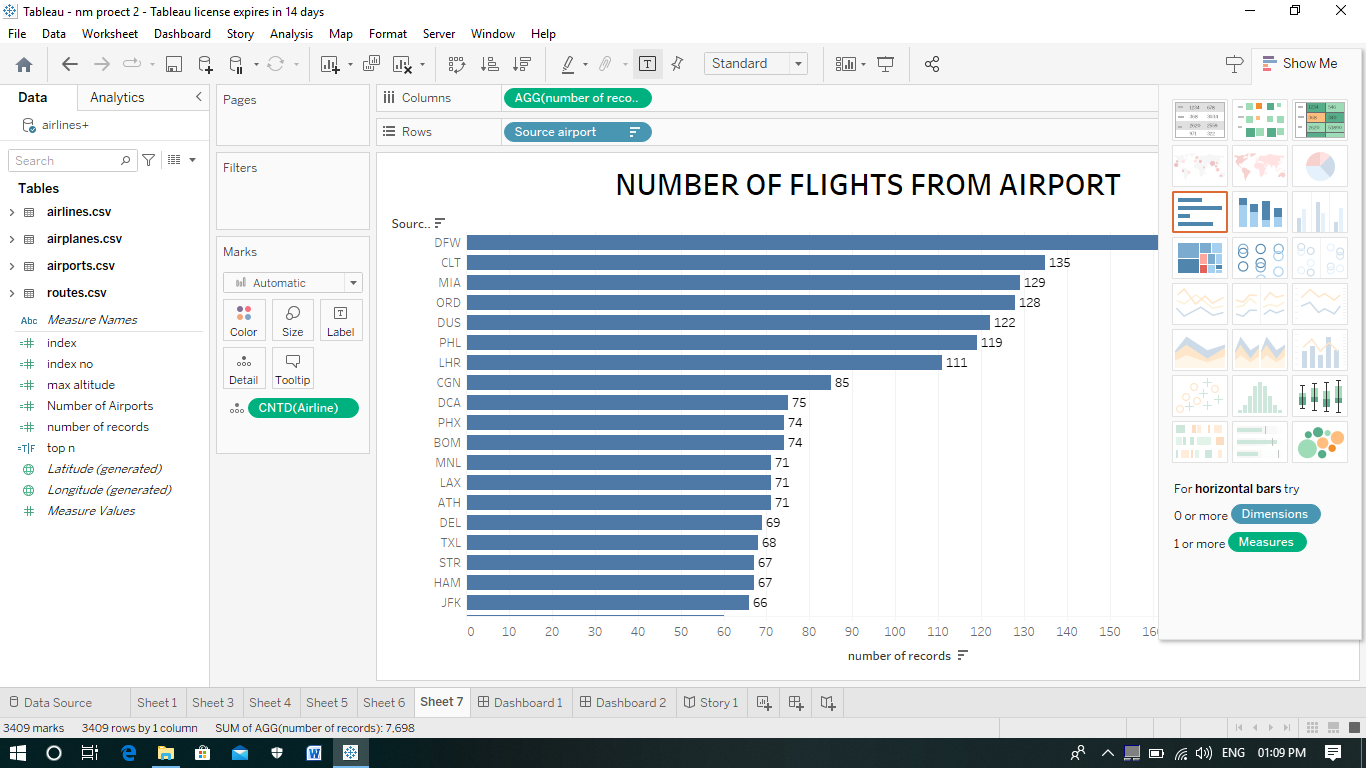 Tableau - nm proect 2 - Tableau license expires in 14 days
File Data Worksheet Dashboard Story Analysis Map Format Server Window Help
Standard
Show Me
Data Analytics
airlines+
Search
Tables
airlines.csv
airplanes.csv
airports.csv
routes.csv
Abc Measure Names
index
index no
max altitude
Number of Airports
number of records
=T|F top n
Latitude (generated)
Longitude (generated)
Measure Values
Pages
Filters
Marks
Automatic
Color Size Label
Detail Tooltip
CNTD(Airline)
Columns AGG(number of reco..
Rows Source airport
NUMBER OF FLIGHTS FROM AIRPORT
Sourc..
DFW
CLT 135
MIA 129
ORD 128
DUS 122
PHL 119
LHR 111
CGN 85
DCA 75
PHX 74
BOM 74
MNL 71
LAX 71
ATH 71
DEL 69
TXL 68
STR 67
HAM 67
JFK 66
0 10 20 30 40 50 60 70 80 90 100 110 120 130 140 150
number of records
For horizontal bars try
0 or more Dimensions
1 or more Measures
Data Source Sheet 1 Sheet 3 Sheet 4 Sheet 5 Sheet 6 Sheet 7 Dashboard 1 Dashboard 2 Story 1
3409 marks 3409 rows by 1 column SUM of AGG(number of records): 7,698
ENG 01:09 PM